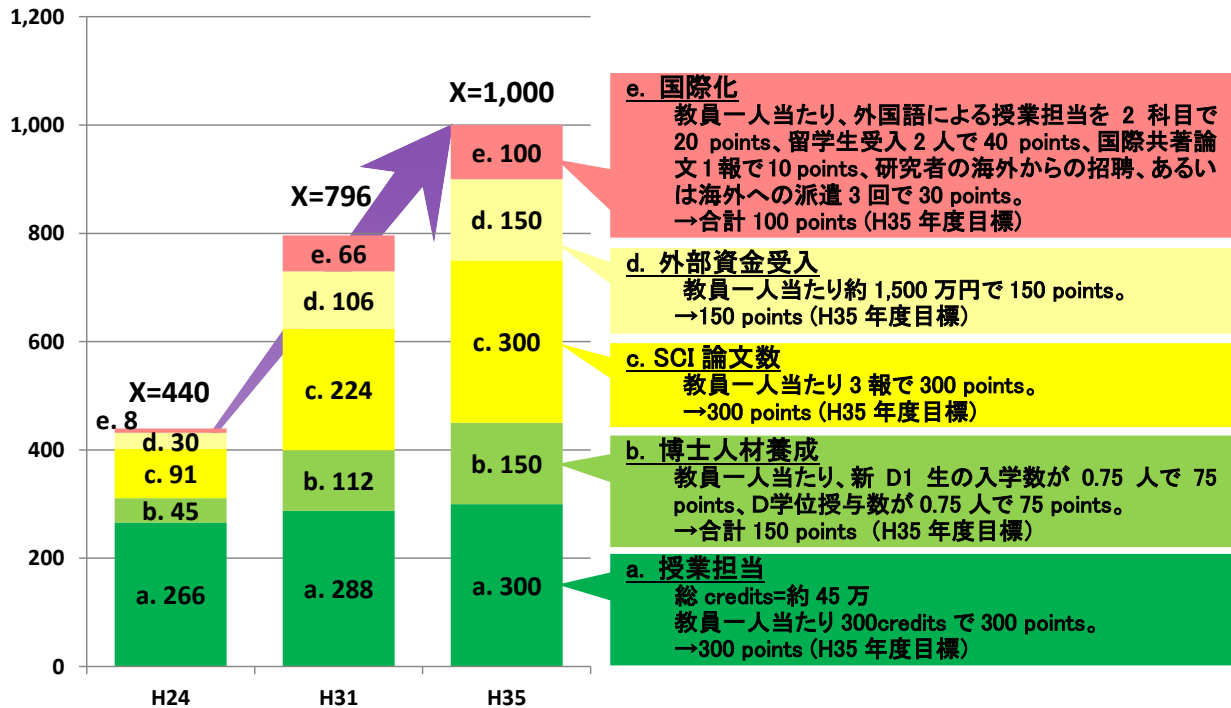 1,200
1,000
800
600
400
200
0
X=440
e. 8
d. 30
c. 91
b. 45
a. 266
H24
X=796
e. 66
d. 106
c. 224
b. 112
a. 288
H31
X=1,000
e. 100
d. 150
c. 300
b. 150
a. 300
H35
e. 国際化
教員一人当たり、外国語による授業担当を 2 科目で
20 points、留学生受入 2 人で 40 points、国際共著論
文 1 報で 10 points、研究者の海外からの招聘、あるい
は海外への派遣 3 回で 30 points。
→合計 100 points (H35 年度目標)
d. 外部資金受入
教員一人当たり約 1,500 万円で 150 points。
→150 points (H35 年度目標)
c. SCI 論文数
教員一人当たり 3 報で 300 points。
→300 points (H35 年度目標)
b. 博士人材養成
教員一人当たり、新 D1 生の入学数が 0.75 人で 75
points、D学位授与数が 0.75 人で 75 points。
→合計 150 points (H35 年度目標)
a. 授業担当
総 credits=約 45 万
教員一人当たり 300credits で 300 points。
→300 points (H35 年度目標)